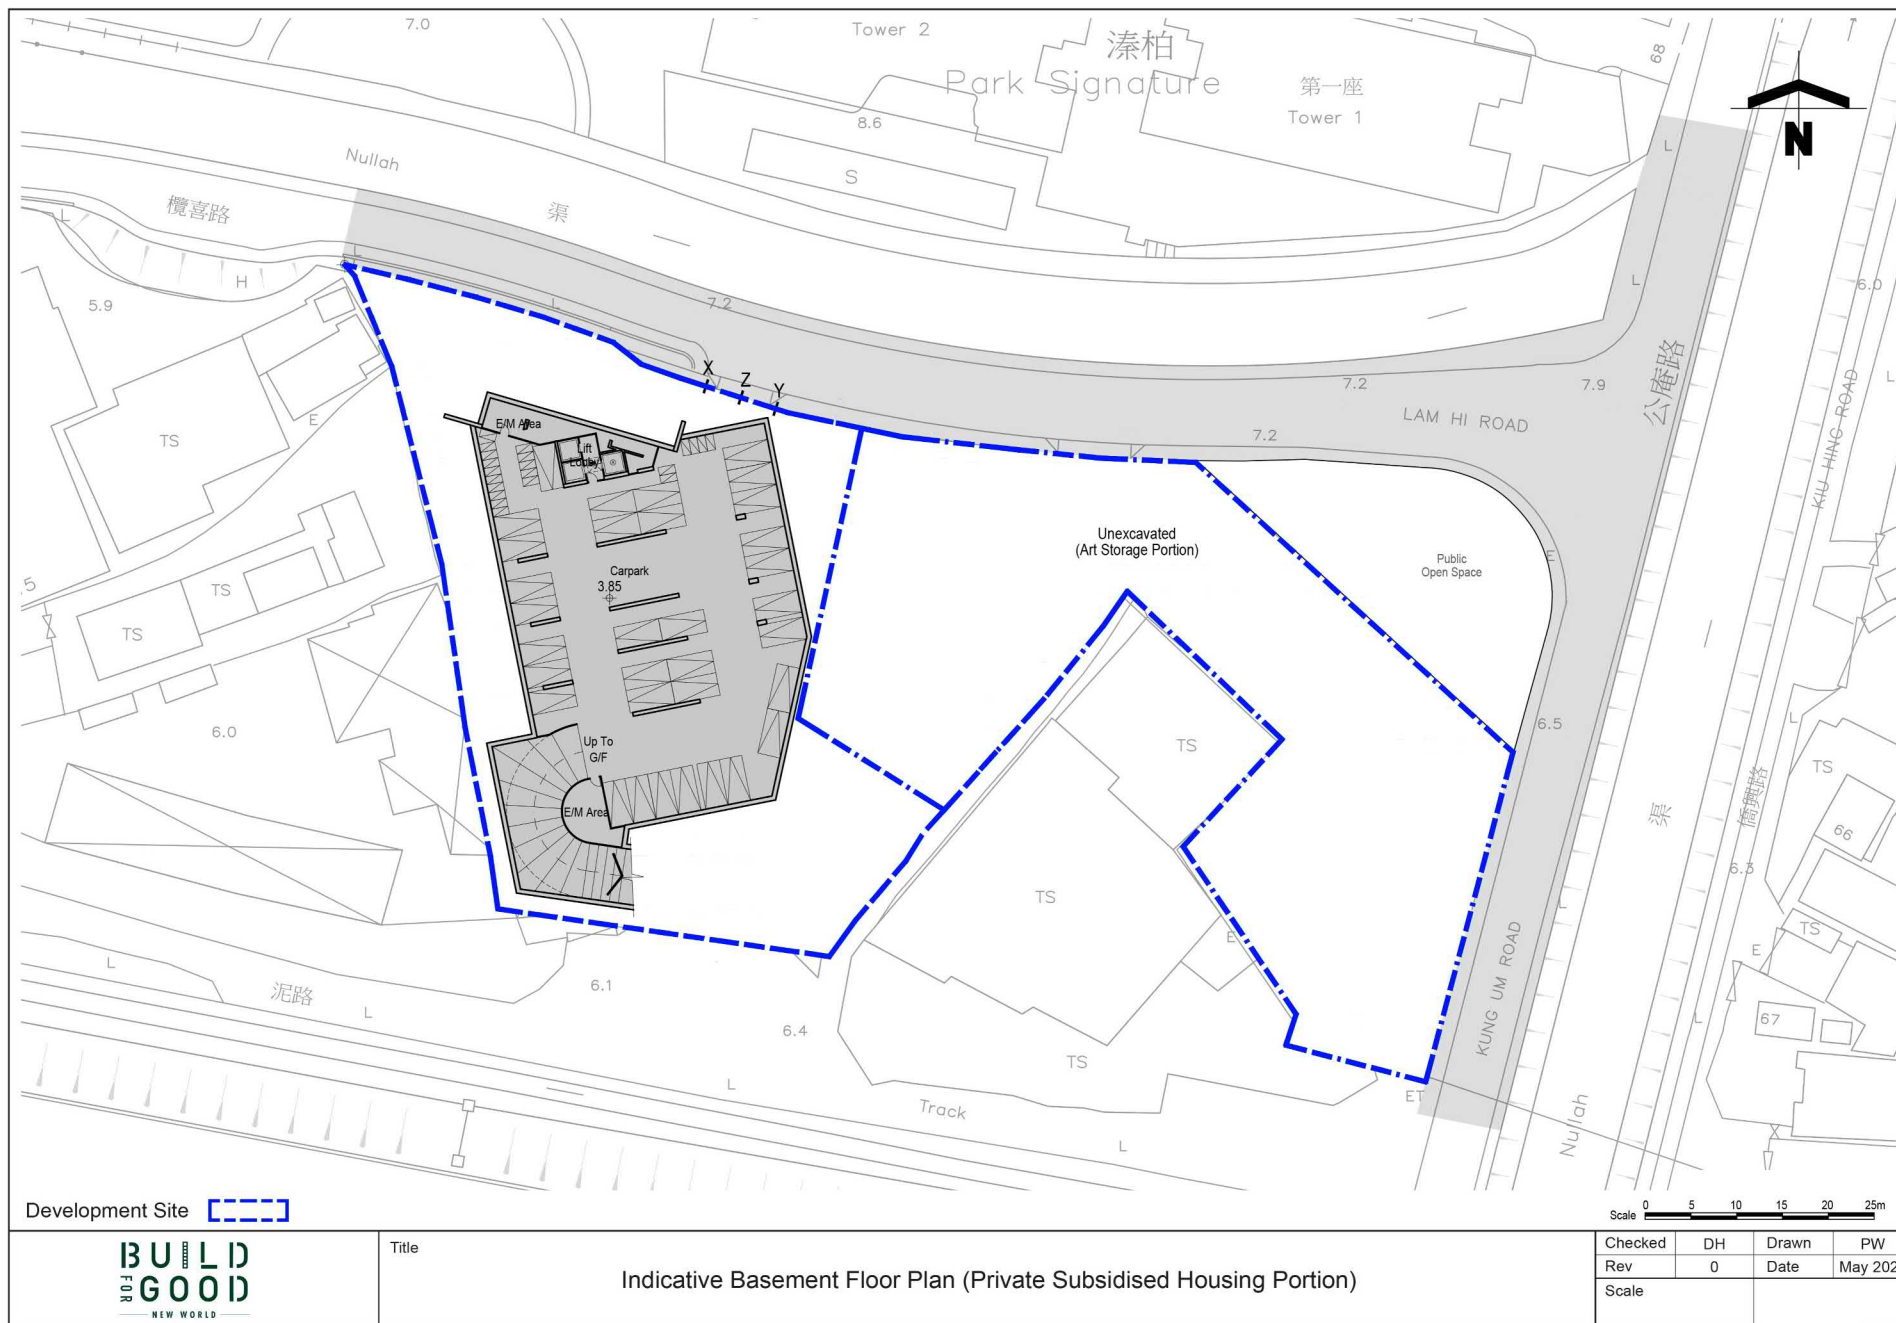 7.0
Tower 2
溱柏
Park Signature
第一座
Tower 1
68
8.6
S
N
L
Nullah
欖喜路
渠
L
L
H
5.9
L
7.2
L
6.0
公庵路
KIU HING ROAD
L
X
Z
Y
7.2
7.9
LAM HI ROAD
7.2
E
TS
E/M Area
Lift
Lobby
Unexcavated
(Art Storage Portion)
Public
Open Space
E
Carpark
3.85
TS
TS
6.0
Up To
G/F
E/M Area
TS
6.5
L
TS
僑興路
渠
66
6.3
TS
L
TS
E
E
KUNG UM ROAD
L
泥路
L
6.1
6.4
TS
L
Track
L
ET
Nullah
67
L
Development Site
Scale 0 5 10 15 20 25m
BUILD
FOR
GOOD
NEW WORLD
Title
Indicative Basement Floor Plan (Private Subsidised Housing Portion)
Checked DH Drawn PW
Rev 0 Date May 202
Scale